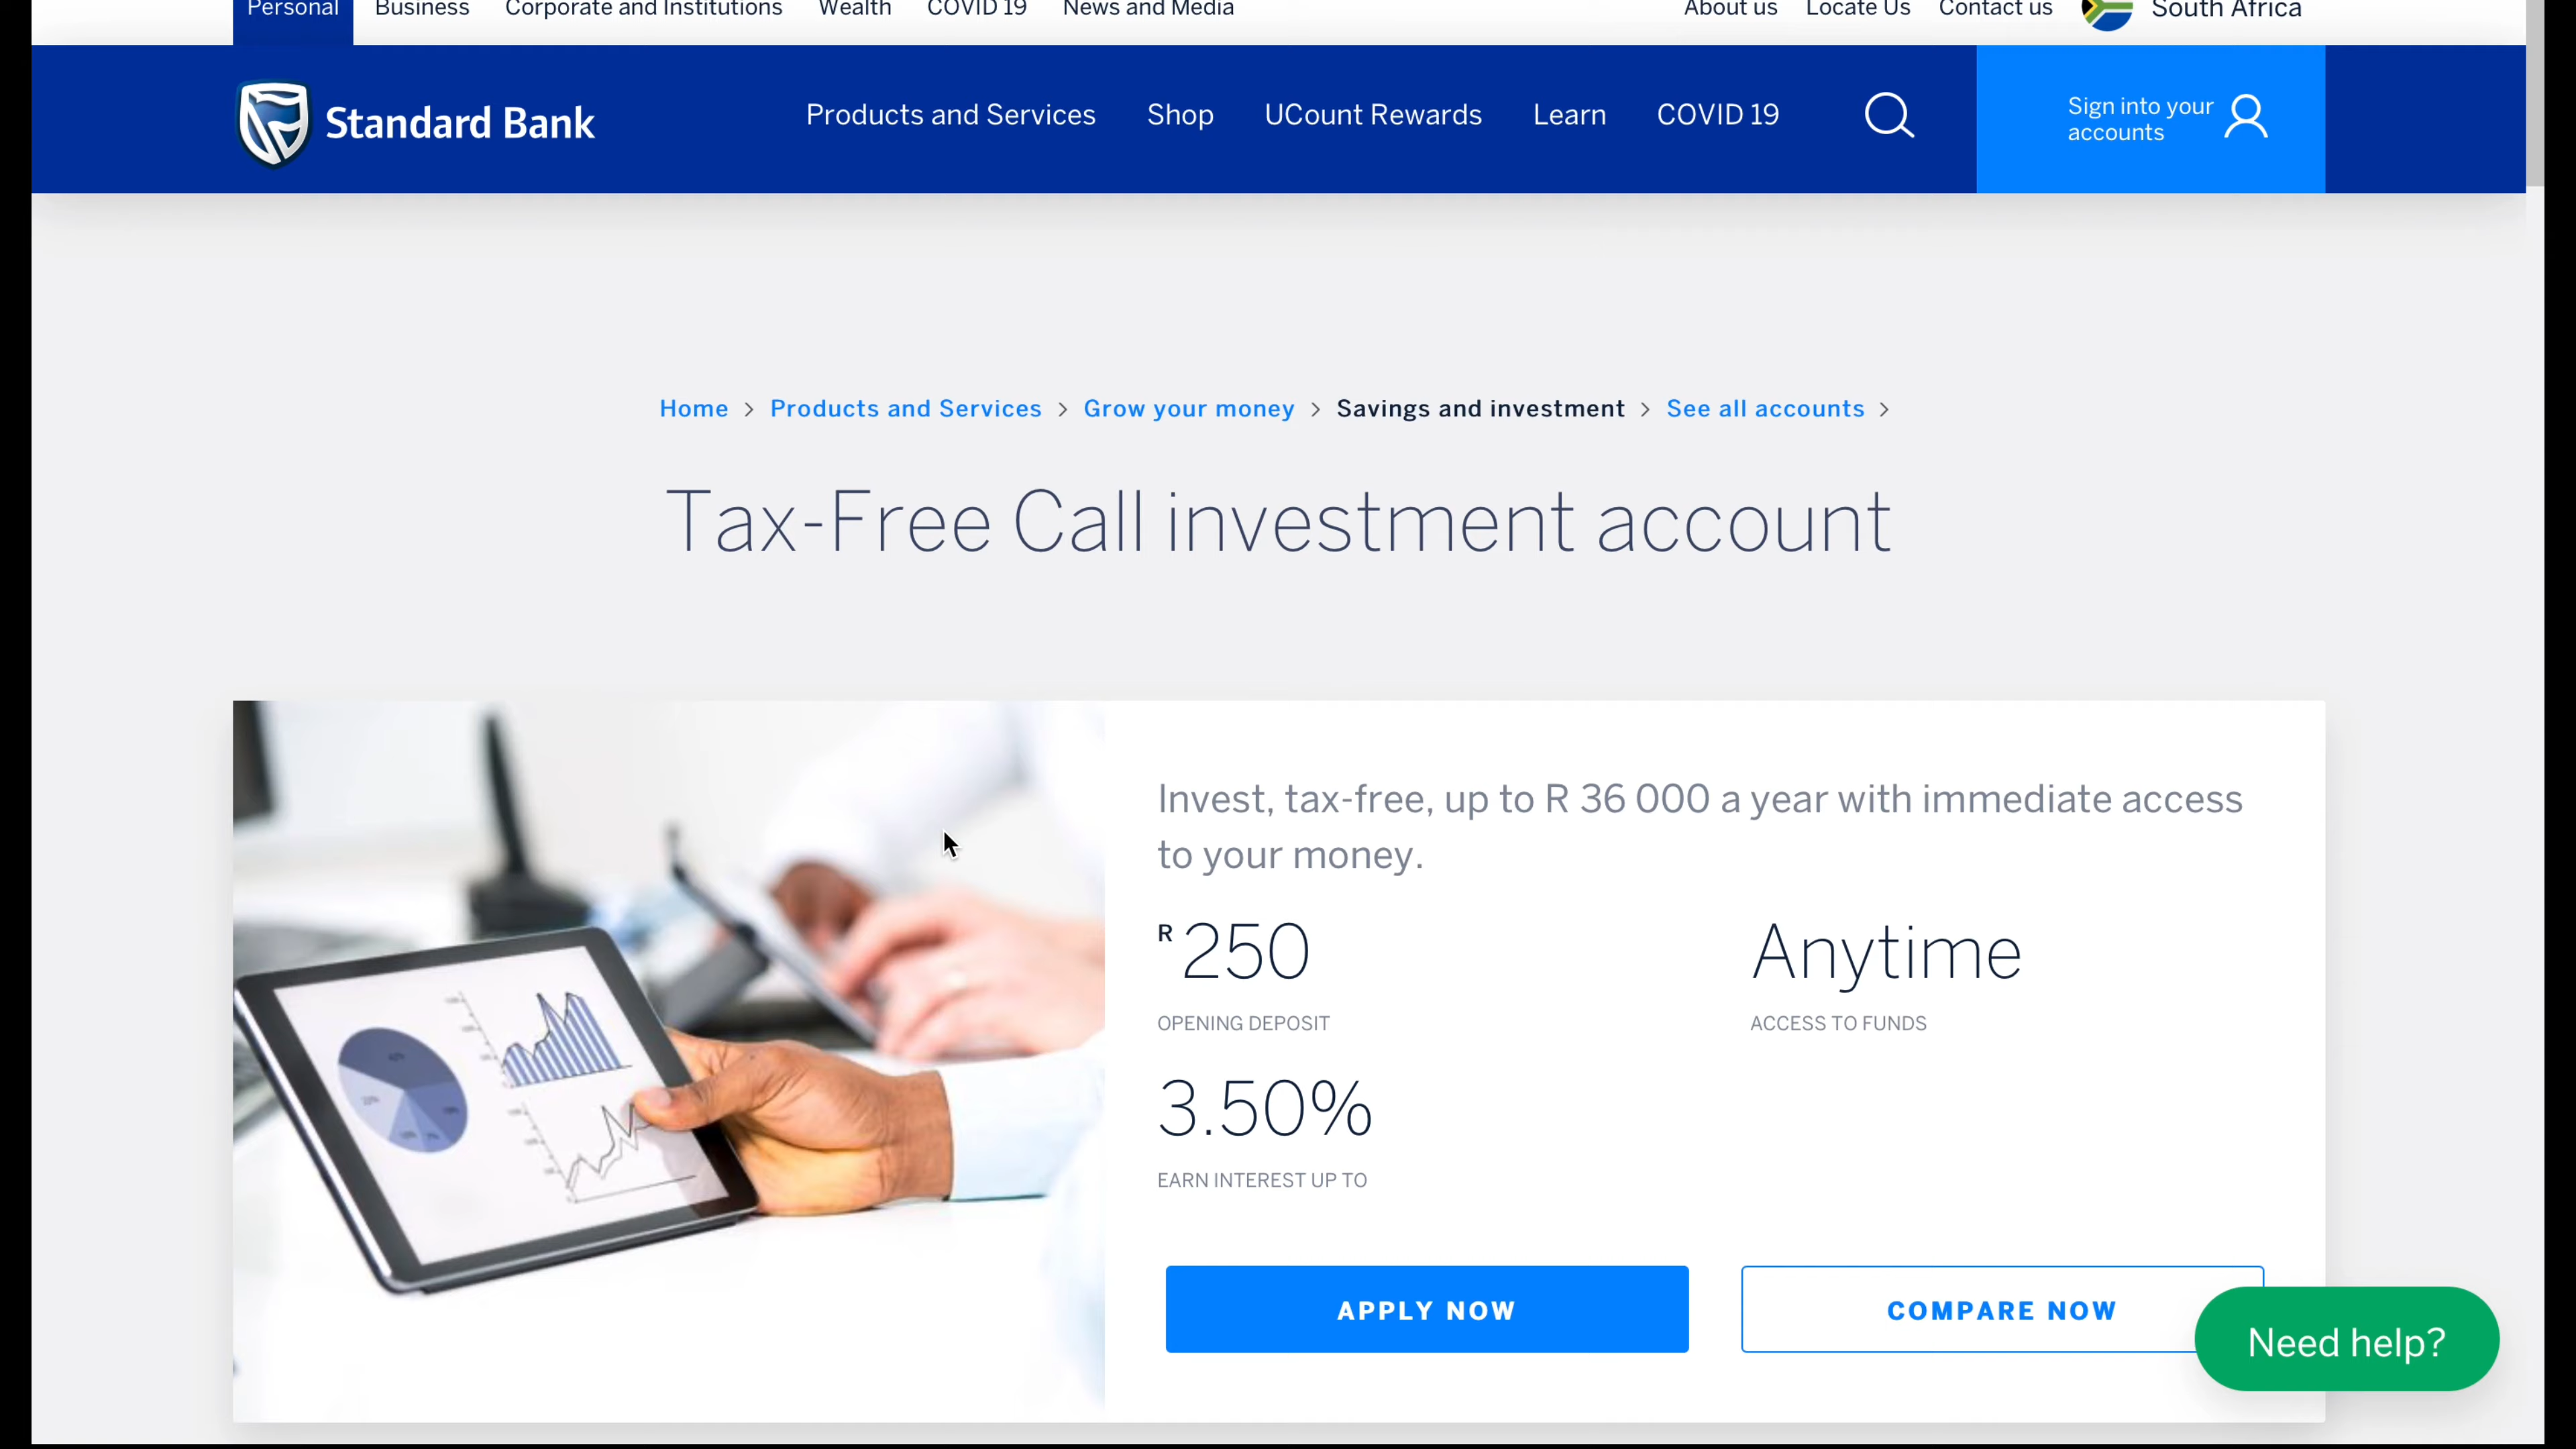 Personal Business Corporate and Institutions Wealth COVID 19 News and Media About us Locate Us Contact us South Africa
Standard Bank Products and Services Shop UCount Rewards Learn COVID 19 Sign into your
accounts
Home > Products and Services > Grow your money > Savings and investment > See all accounts >
Tax-Free Call investment account
Invest, tax-free, up to R 36 000 a year with immediate access
to your money.
R 250 Anytime
OPENING DEPOSIT ACCESS TO FUNDS
3.50%
EARN INTEREST UP TO
APPLY NOW COMPARE NOW
Need help?